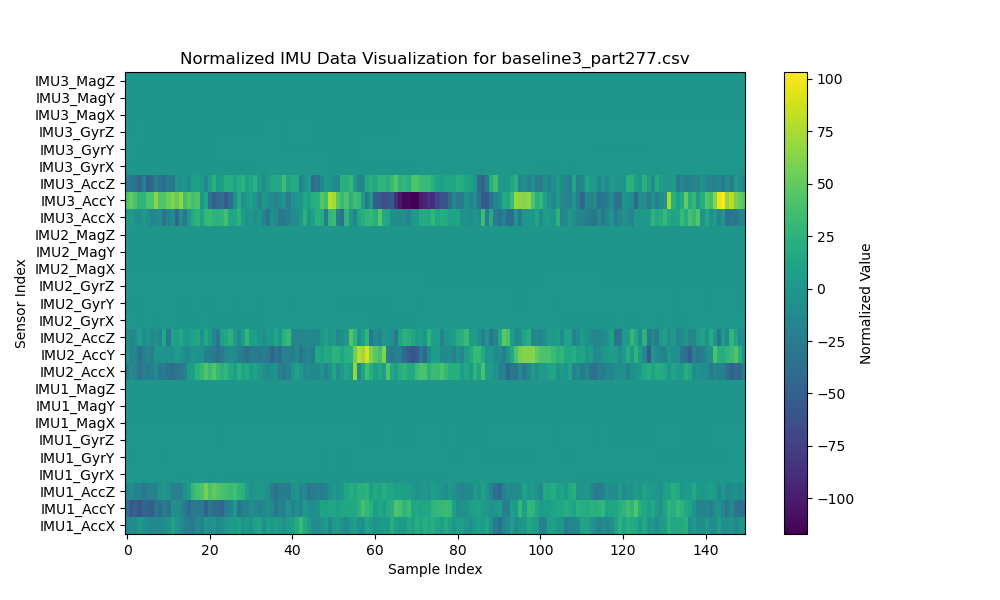 Normalized IMU Data Visualization for baseline3_part277.csv
IMU3_MagZ
IMU3_MagY
IMU3_MagX
IMU3_GyrZ
IMU3_GyrY
IMU3_GyrX
IMU3_AccZ
IMU3_AccY
IMU3_AccX
IMU2_MagZ
IMU2_MagY
IMU2_MagX
IMU2_GyrZ
IMU2_GyrY
IMU2_GyrX
IMU2_AccZ
IMU2_AccY
IMU2_AccX
IMU1_MagZ
IMU1_MagY
IMU1_MagX
IMU1_GyrZ
IMU1_GyrY
IMU1_GyrX
IMU1_AccZ
IMU1_AccY
IMU1_AccX
Sensor Index
0 20 40 60 80 100 120 140
Sample Index
100
75
50
25
0
−25
−50
−75
−100
Normalized Value